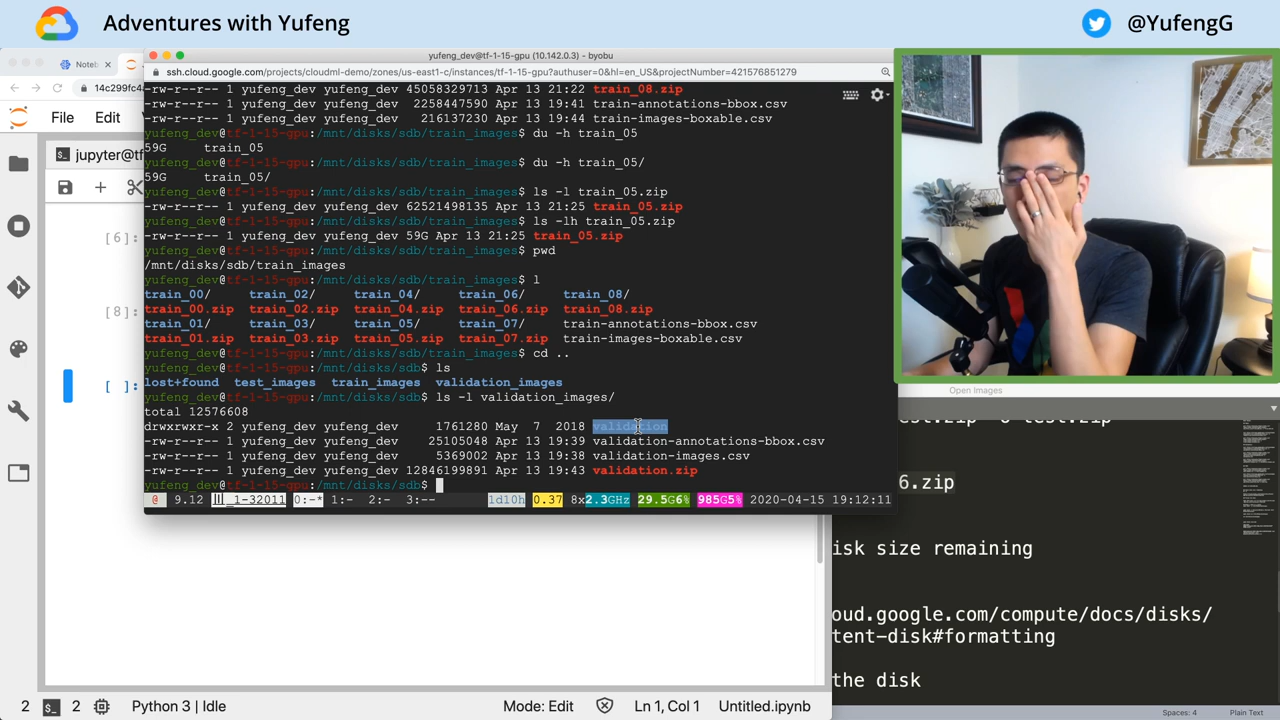 Adventures with Yufeng
@YufengG
yufeng_dev@tf-1-15-gpu (10.142.0.3) - byobu
ssh.cloud.google.com/projects/cloudml-demo/zones/us-east1-c/instances/tf-1-15-gpu?authuser=0&hl=en_US&projectNumber=421576851279
Noteb
14c299fc4
File Edit
jupyter@tf
[6]:
[8]:
[ ]:
-rw-r--r-- 1 yufeng_dev yufeng_dev 45058329713 Apr 13 21:22 train_08.zip
-rw-r--r-- 1 yufeng_dev yufeng_dev 2258447590 Apr 13 19:41 train-annotations-bbox.csv
-rw-r--r-- 1 yufeng_dev yufeng_dev 216137230 Apr 13 19:44 train-images-boxable.csv
yufeng_dev@tf-1-15-gpu:/mnt/disks/sdb/train_images$ du -h train_05
59G train_05
yufeng_dev@tf-1-15-gpu:/mnt/disks/sdb/train_images$ du -h train_05/
59G train_05/
yufeng_dev@tf-1-15-gpu:/mnt/disks/sdb/train_images$ ls -l train_05.zip
-rw-r--r-- 1 yufeng_dev yufeng_dev 62521498135 Apr 13 21:25 train_05.zip
yufeng_dev@tf-1-15-gpu:/mnt/disks/sdb/train_images$ ls -lh train_05.zip
-rw-r--r-- 1 yufeng_dev yufeng_dev 59G Apr 13 21:25 train_05.zip
yufeng_dev@tf-1-15-gpu:/mnt/disks/sdb/train_images$ pwd
/mnt/disks/sdb/train_images
yufeng_dev@tf-1-15-gpu:/mnt/disks/sdb/train_images$ l
train_00/ train_02/ train_04/ train_06/ train_08/
train_00.zip train_02.zip train_04.zip train_06.zip train_08.zip
train_01/ train_03/ train_05/ train_07/ train-annotations-bbox.csv
train_01.zip train_03.zip train_05.zip train_07.zip train-images-boxable.csv
yufeng_dev@tf-1-15-gpu:/mnt/disks/sdb/train_images$ cd ..
yufeng_dev@tf-1-15-gpu:/mnt/disks/sdb$ ls
lost+found test_images train_images validation_images
yufeng_dev@tf-1-15-gpu:/mnt/disks/sdb$ ls -l validation_images/
total 12576608
drwxrwxr-x 2 yufeng_dev yufeng_dev 1761280 May 7 2018 validation
-rw-r--r-- 1 yufeng_dev yufeng_dev 25105048 Apr 13 19:39 validation-annotations-bbox.csv
-rw-r--r-- 1 yufeng_dev yufeng_dev 5369002 Apr 13 19:38 validation-images.csv
-rw-r--r-- 1 yufeng_dev yufeng_dev 12846199891 Apr 13 19:43 validation.zip
yufeng_dev@tf-1-15-gpu:/mnt/disks/sdb$
@ 9.12 1-32011 0:-* 1:- 2:- 3:-- 1d10h 0.37 8x2.3GHz 29.5G6% 985G5% 2020-04-15 19:12:11
Open Images
6.zip
isk size remaining
oud.google.com/compute/docs/disks/
tent-disk#formatting
the disk
2 2 Python 3 | Idle Mode: Edit Ln 1, Col 1 Untitled.ipynb
Spaces: 4 Plain Text